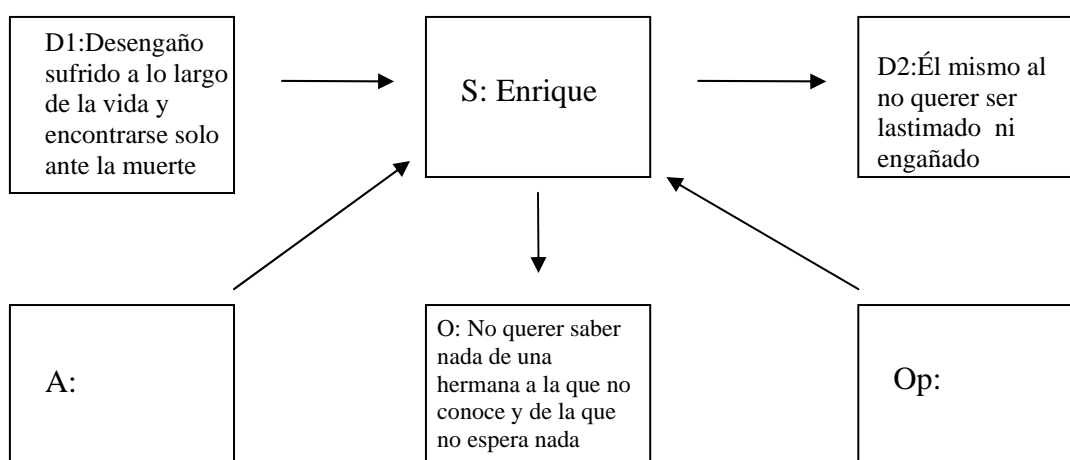 D1:Desengaño
sufrido a lo largo
de la vida y
encontrarse solo
ante la muerte
S: Enrique
D2:Él mismo al
no querer ser
lastimado ni
engañado
A:
O: No querer saber
nada de una
hermana a la que no
conoce y de la que
no espera nada
Op: